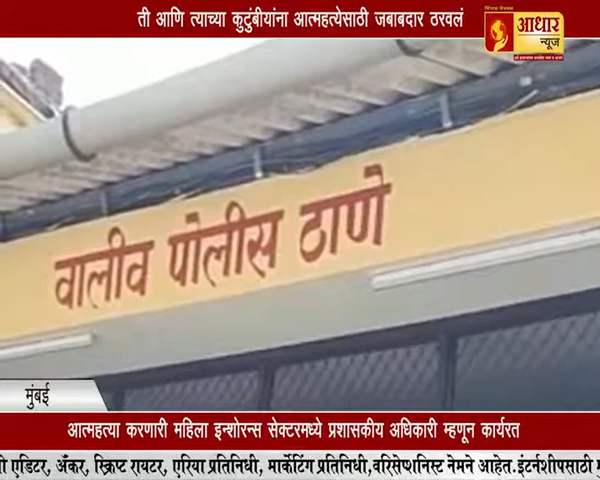 ती आणि त्याच्या कुटुंबीयांना आत्महत्येसाठी जबाबदार ठरवलं
आधार
न्यूज
वालीव पोलीस ठाणे
मुंबई
आत्महत्या करणारी महिला इन्शोरन्स सेक्टरमध्ये प्रशासकीय अधिकारी म्हणून कार्यरत
एडिटर, अँकर, स्क्रिप्ट रायटर, एरिया प्रतिनिधी, मार्केटिंग प्रतिनिधी,वरिसेप्शनिस्ट नेमने आहेत.इंटर्नशीपसाठी